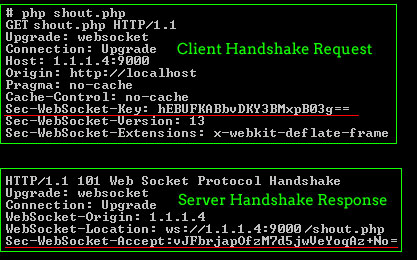 # php shout.php
GET shout.php HTTP/1.1
Upgrade: websocket
Connection: Upgrade
Client Handshake Request
Host: 1.1.1.4:9000
Origin: http://localhost
Pragma: no-cache
Cache-Control: no-cache
Sec-WebSocket-Key: hEBUFKABbvDKY3BMxpB03g==
Sec-WebSocket-Version: 13
Sec-WebSocket-Extensions: x-webkit-deflate-frame
HTTP/1.1 101 Web Socket Protocol Handshake
Upgrade: websocket
Connection: Upgrade
Server Handshake Response
WebSocket-Origin: 1.1.1.4
WebSocket-Location: ws://1.1.1.4:9000/shout.php
Sec-WebSocket-Accept:vJFbrjapOfzM7d5jwVeYoqAz+No=